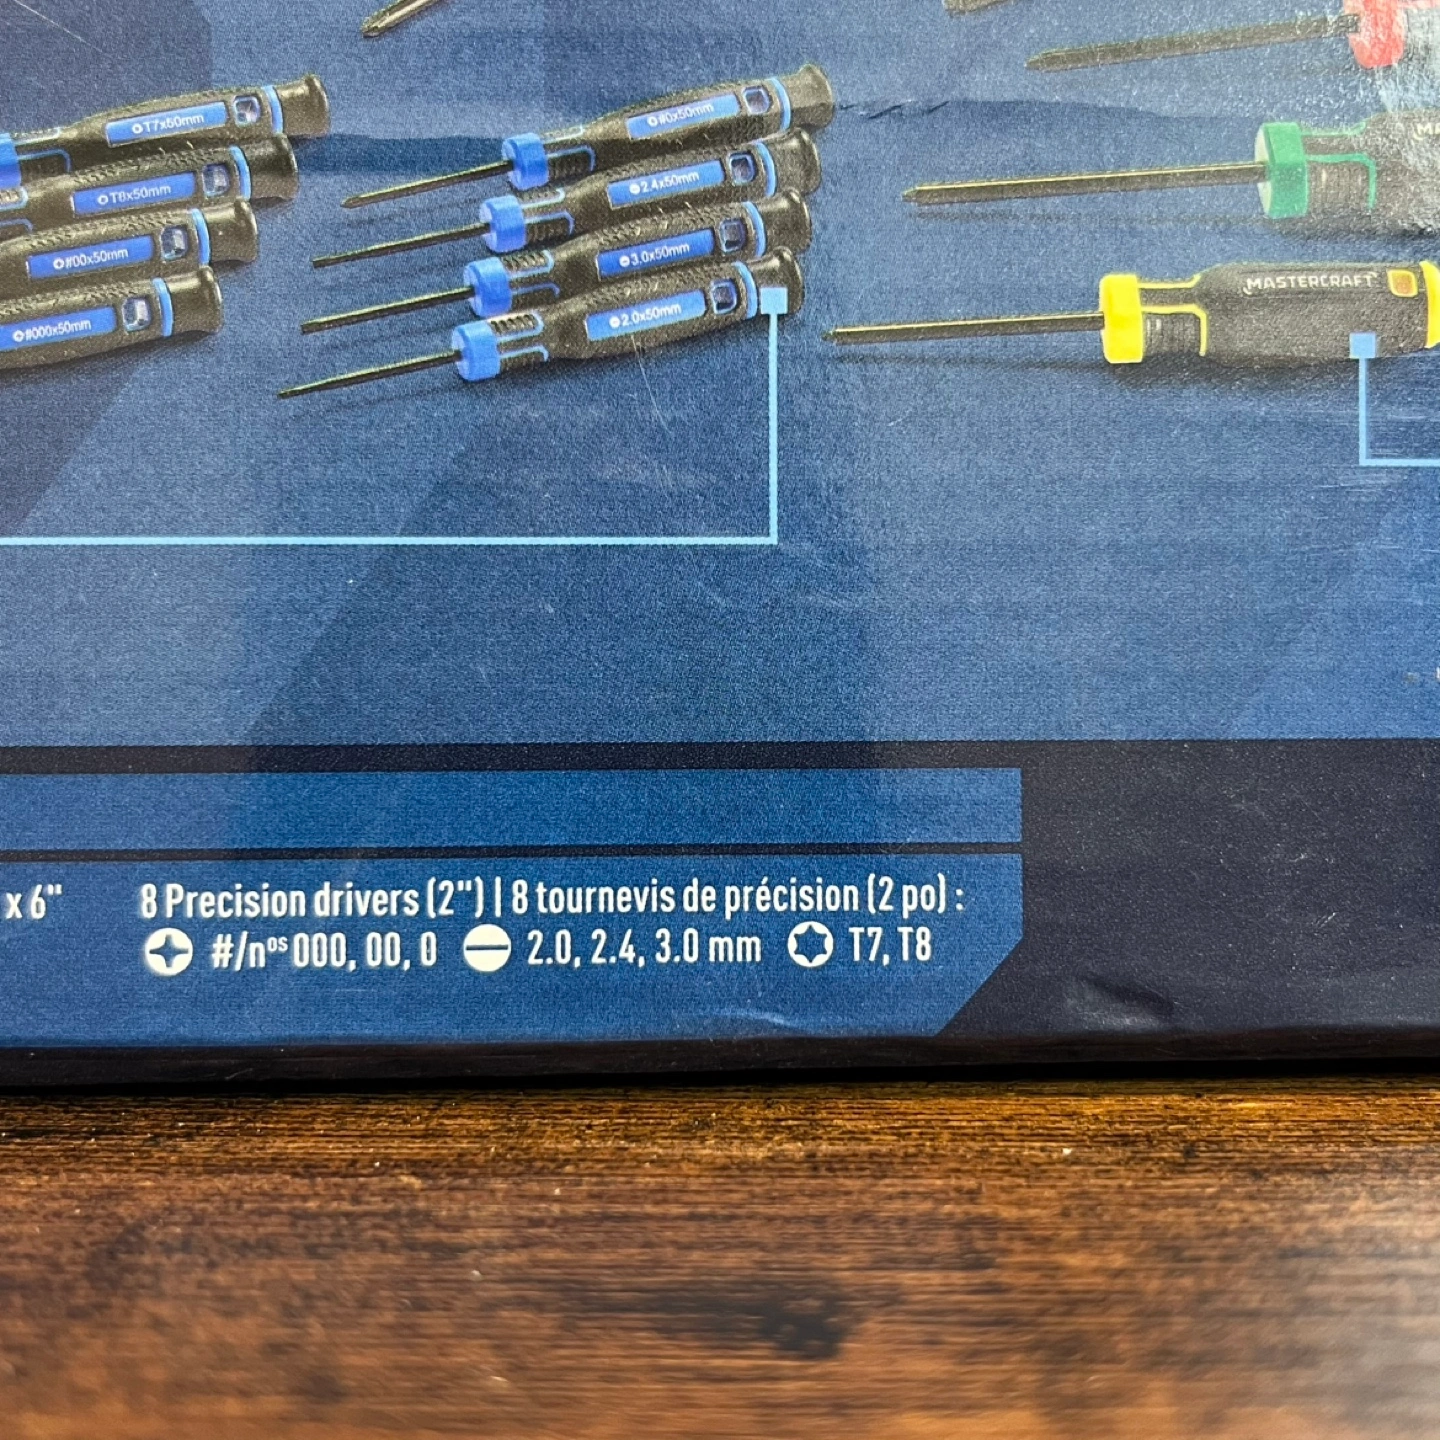 T7x50mm
T8x50mm
#00x50mm
#000x50mm
#0x50mm
2.4x50mm
3.0x50mm
2.0x50mm
MASTERCRAFT
x 6"
8 Precision drivers (2") | 8 tournevis de précision (2 po) :
#/nᵒˢ 000, 00, 0 2.0, 2.4, 3.0 mm T7, T8